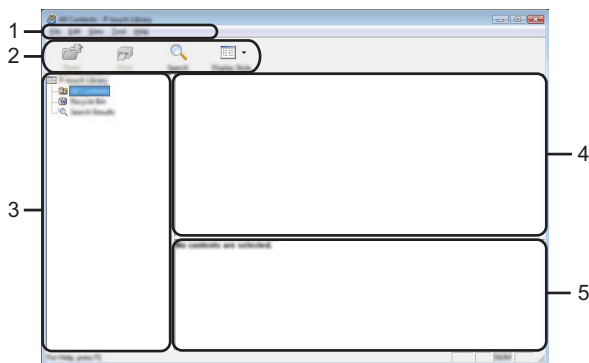 All Contents - P-touch Library
1
File Edit View Tool Help
2
Open Print Search Display Style
P-touch Library
All Contents
Recycle Bin
Search Results
3
4
No contents are selected.
5
For Help, press F1
NUM